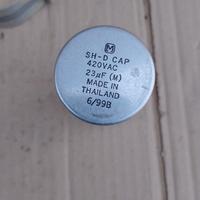 M
SH-D CAP
420VAC
23µF (M)
MADE IN
THAILAND
6/99B